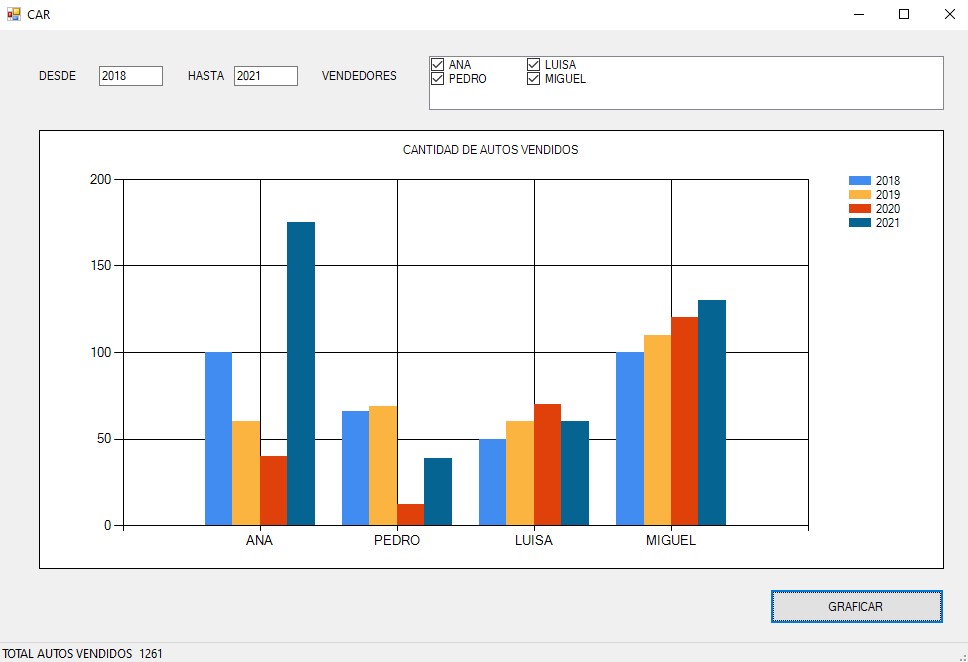 CAR
DESDE 2018 HASTA 2021 VENDEDORES
ANA LUISA
PEDRO MIGUEL
CANTIDAD DE AUTOS VENDIDOS
200
150
100
50
0
ANA PEDRO LUISA MIGUEL
2018
2019
2020
2021
GRAFICAR
TOTAL AUTOS VENDIDOS 1261